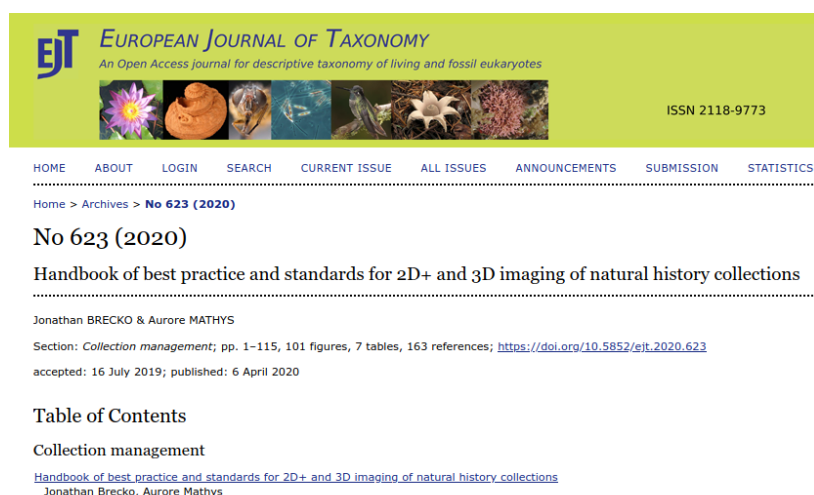 EJT
EUROPEAN JOURNAL OF TAXONOMY
An Open Access journal for descriptive taxonomy of living and fossil eukaryotes
ISSN 2118-9773
HOME ABOUT LOGIN SEARCH CURRENT ISSUE ALL ISSUES ANNOUNCEMENTS SUBMISSION STATISTICS
Home > Archives > No 623 (2020)
No 623 (2020)
Handbook of best practice and standards for 2D+ and 3D imaging of natural history collections
Jonathan BRECKO & Aurore MATHYS
Section: Collection management; pp. 1–115, 101 figures, 7 tables, 163 references; https://doi.org/10.5852/ejt.2020.623
accepted: 16 July 2019; published: 6 April 2020
Table of Contents
Collection management
Handbook of best practice and standards for 2D+ and 3D imaging of natural history collections
Jonathan Brecko, Aurore Mathys